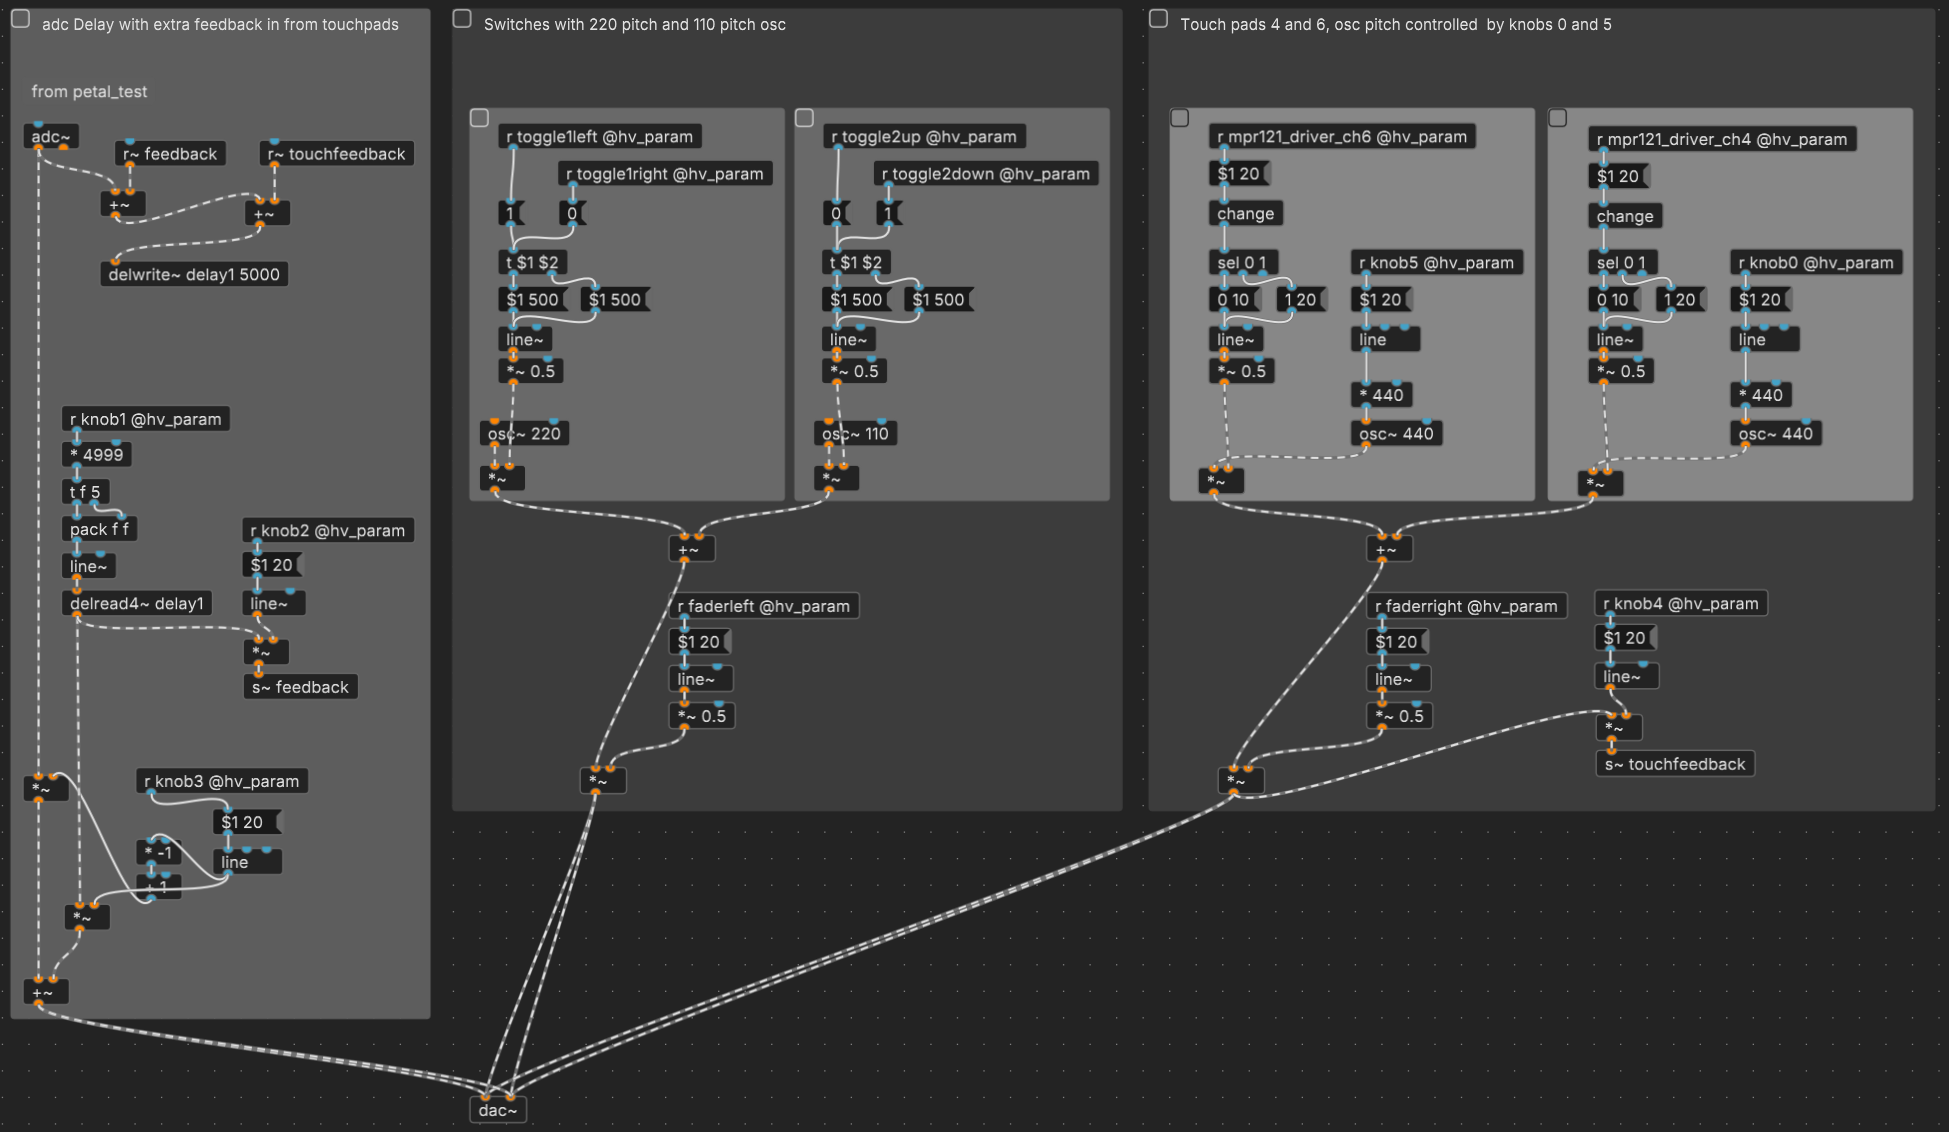 adc Delay with extra feedback in from touchpads
from petal_test
adc~
r~ feedback
r~ touchfeedback
+~
+~
delwrite~ delay1 5000
r knob1 @hv_param
* 4999
t f 5
pack f f
line~
delread4~ delay1
r knob2 @hv_param
$1 20
line~
*~
s~ feedback
*~
r knob3 @hv_param
$1 20
* -1
line
+ 1
*~
+~
Switches with 220 pitch and 110 pitch osc
r toggle1left @hv_param
r toggle1right @hv_param
1
0
t $1 $2
$1 500
$1 500
line~
*~ 0.5
osc~ 220
*~
r toggle2up @hv_param
r toggle2down @hv_param
0
1
t $1 $2
$1 500
$1 500
line~
*~ 0.5
osc~ 110
*~
+~
r faderleft @hv_param
$1 20
line~
*~ 0.5
*~
Touch pads 4 and 6, osc pitch controlled  by knobs 0 and 5
r mpr121_driver_ch6 @hv_param
$1 20
change
sel 0 1
r knob5 @hv_param
0 10
1 20
$1 20
line~
line
*~ 0.5
* 440
osc~ 440
*~
r mpr121_driver_ch4 @hv_param
$1 20
change
sel 0 1
r knob0 @hv_param
0 10
1 20
$1 20
line~
line
*~ 0.5
* 440
osc~ 440
*~
+~
r faderright @hv_param
$1 20
line~
*~ 0.5
*~
r knob4 @hv_param
$1 20
line~
*~
s~ touchfeedback
dac~